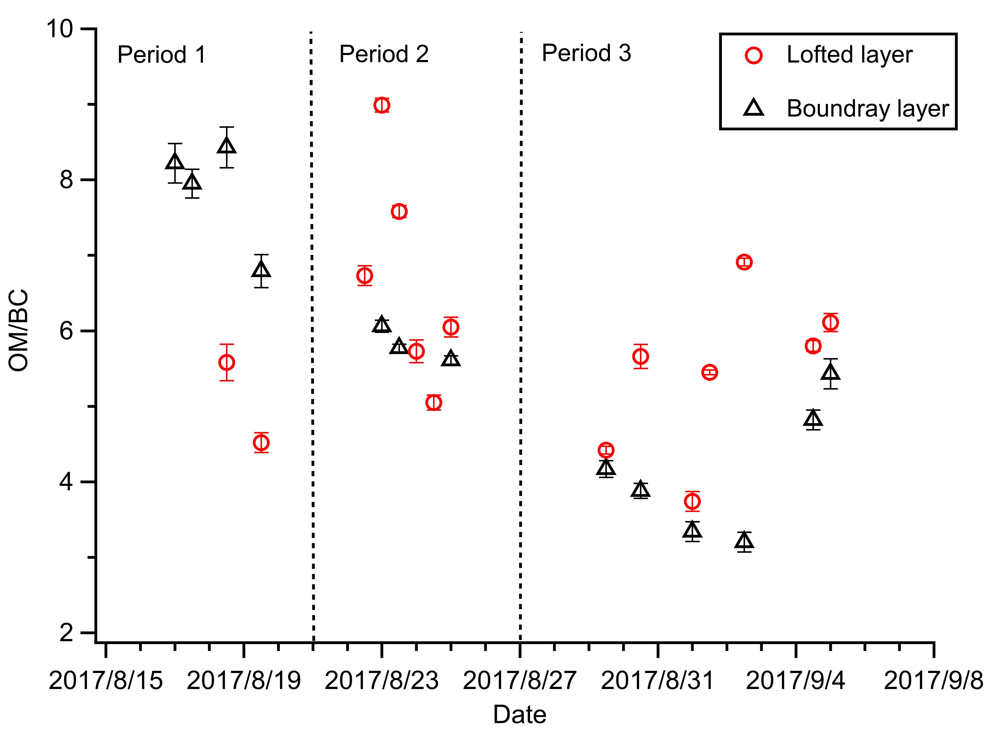 10
8
6
4
2
OM/BC
Period 1
Period 2
Period 3
Lofted layer
Boundray layer
2017/8/15
2017/8/19
2017/8/23
2017/8/27
2017/8/31
2017/9/4
2017/9/8
Date